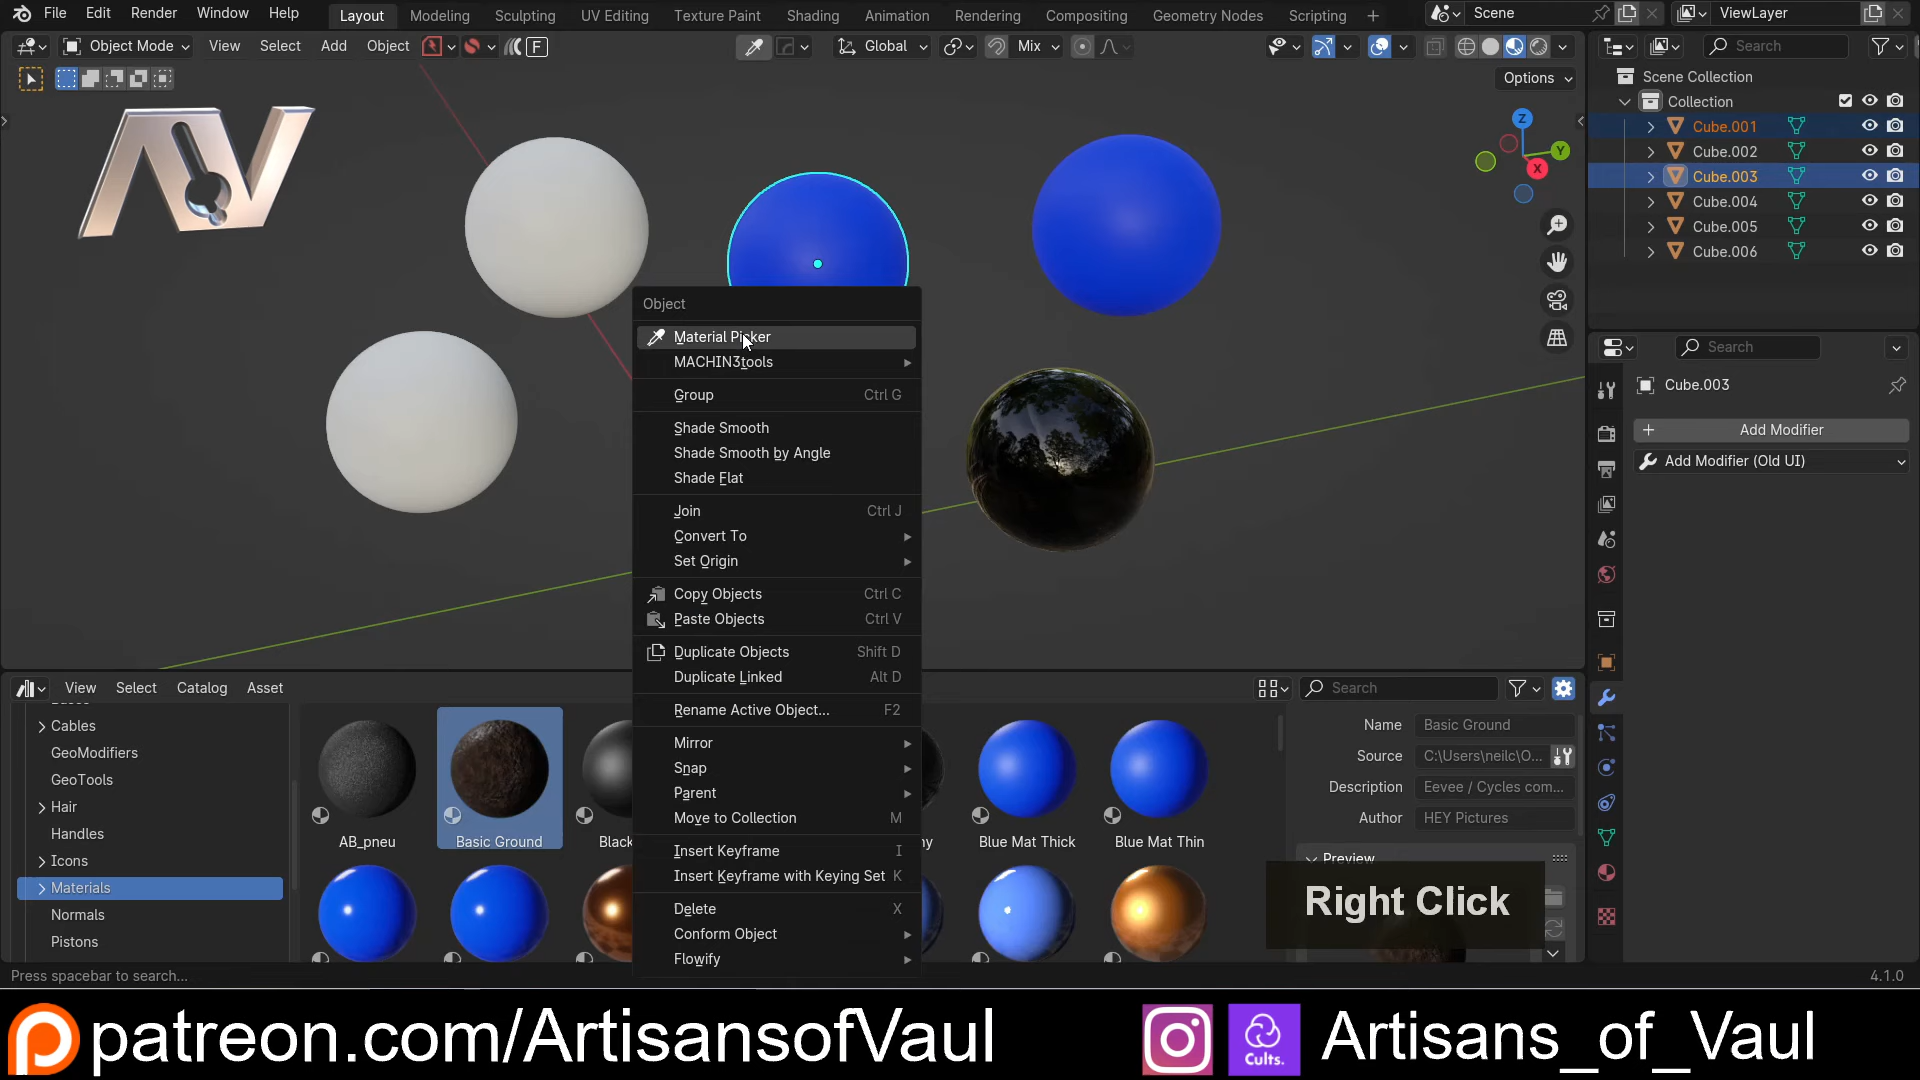 File Edit Render Window Help Layout Modeling Sculpting UV Editing Texture Paint Shading Animation Rendering Compositing Geometry Nodes Scripting + Scene ViewLayer
Object Mode View Select Add Object F Global Mix Search
Options
Scene Collection
Collection
Cube.001
Cube.002
Cube.003
Cube.004
Cube.005
Cube.006
Z
Y
X
AV
Object
Material Picker
MACHIN3tools
Group Ctrl G
Shade Smooth
Shade Smooth by Angle
Shade Flat
Join Ctrl J
Convert To
Set Origin
Copy Objects Ctrl C
Paste Objects Ctrl V
Duplicate Objects Shift D
Duplicate Linked Alt D
Rename Active Object... F2
Mirror
Snap
Parent
Move to Collection M
Insert Keyframe I
Insert Keyframe with Keying Set K
Delete X
Conform Object
Flowify
Search
Cube.003
Add Modifier
Add Modifier (Old UI)
View Select Catalog Asset
Search
Cables
GeoModifiers
GeoTools
Hair
Handles
Icons
Materials
Normals
Pistons
AB_pneu
Basic Ground
Black
ny
Blue Mat Thick
Blue Mat Thin
Name Basic Ground
Source C:\Users\neilc\O...
Description Eevee / Cycles com...
Author HEY Pictures
Preview
Right Click
Press spacebar to search...
4.1.0
patreon.com/ArtisansofVaul
Cults.
Artisans_of_Vaul